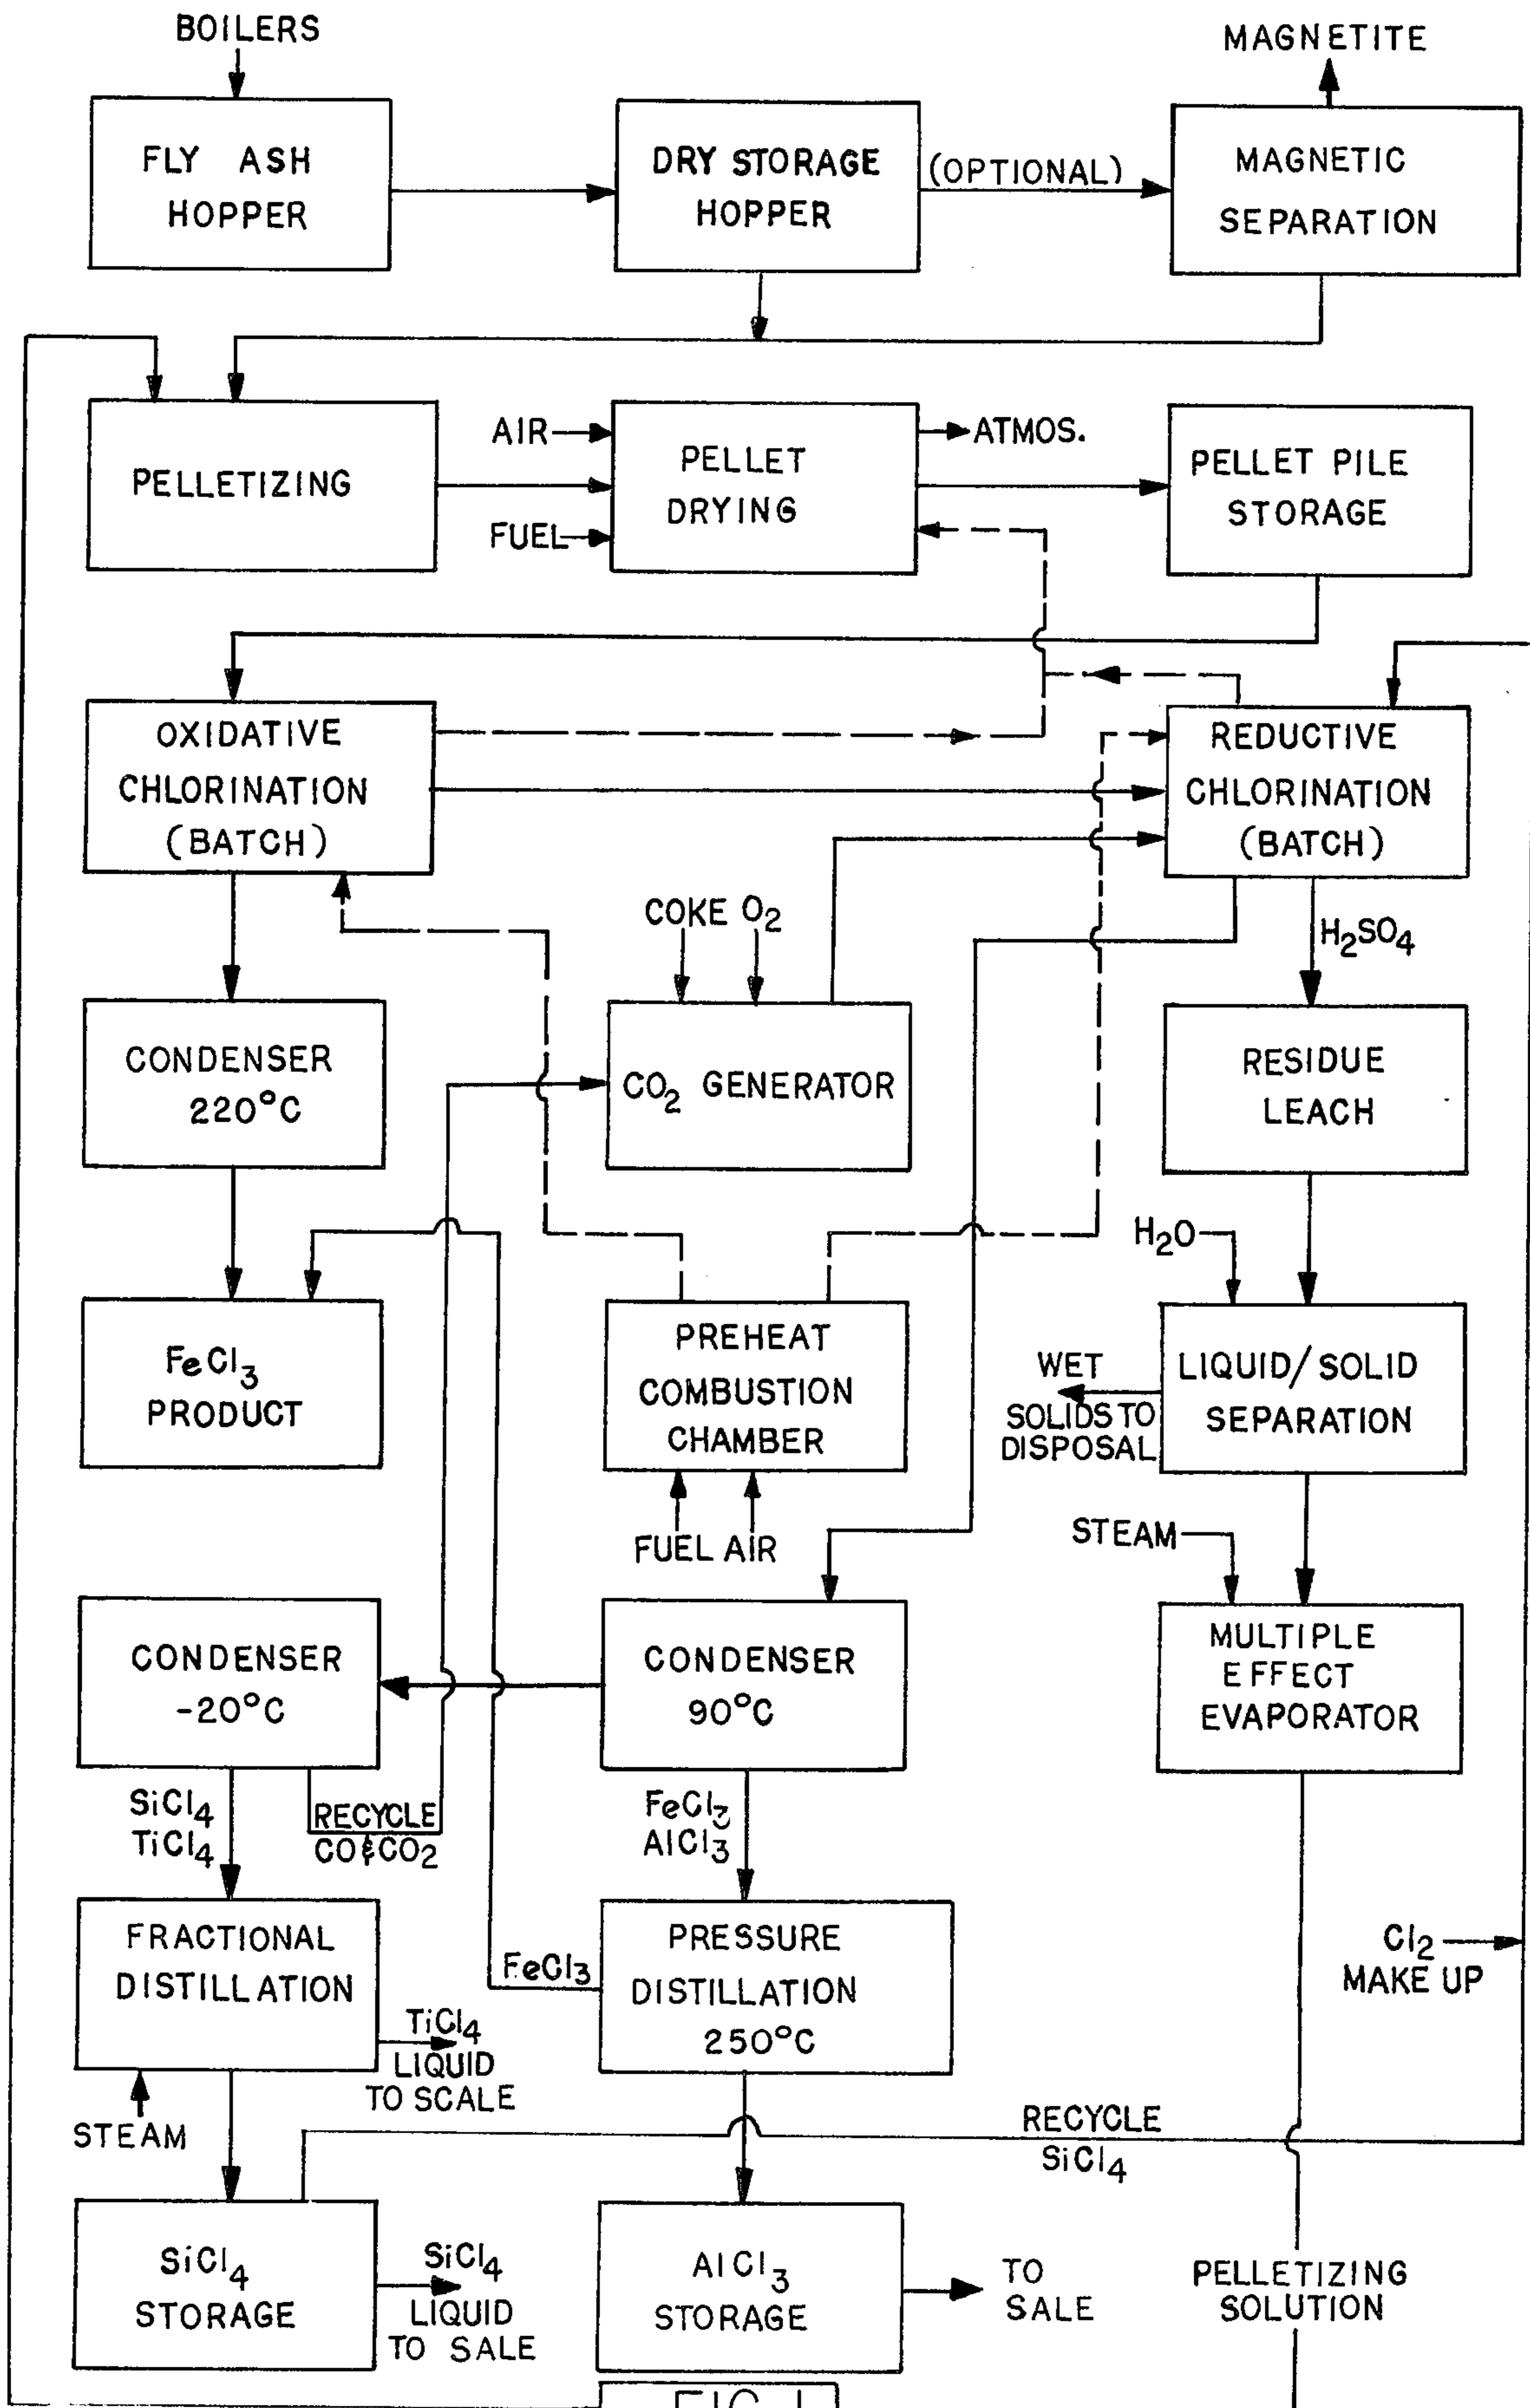 BOILERS
MAGNETITE
FLY ASH
HOPPER
DRY STORAGE
HOPPER
(OPTIONAL)
MAGNETIC
SEPARATION
PELLETIZING
AIR
FUEL
PELLET
DRYING
ATMOS.
PELLET PILE
STORAGE
OXIDATIVE
CHLORINATION
(BATCH)
REDUCTIVE
CHLORINATION
(BATCH)
COKE O2
H2SO4
CONDENSER
220°C
CO2 GENERATOR
RESIDUE
LEACH
H2O
FeCl3
PRODUCT
PREHEAT
COMBUSTION
CHAMBER
FUEL AIR
WET
SOLIDS TO
DISPOSAL
LIQUID/SOLID
SEPARATION
STEAM
CONDENSER
-20°C
CONDENSER
90°C
MULTIPLE
EFFECT
EVAPORATOR
SiCl4
TiCl4
RECYCLE
CO&CO2
FeCl3
AlCl3
FRACTIONAL
DISTILLATION
FeCl3
PRESSURE
DISTILLATION
250°C
Cl2
MAKE UP
TiCl4
LIQUID
TO SCALE
STEAM
RECYCLE
SiCl4
SiCl4
STORAGE
SiCl4
LIQUID
TO SALE
AlCl3
STORAGE
TO
SALE
PELLETIZING
SOLUTION
FIG. 1